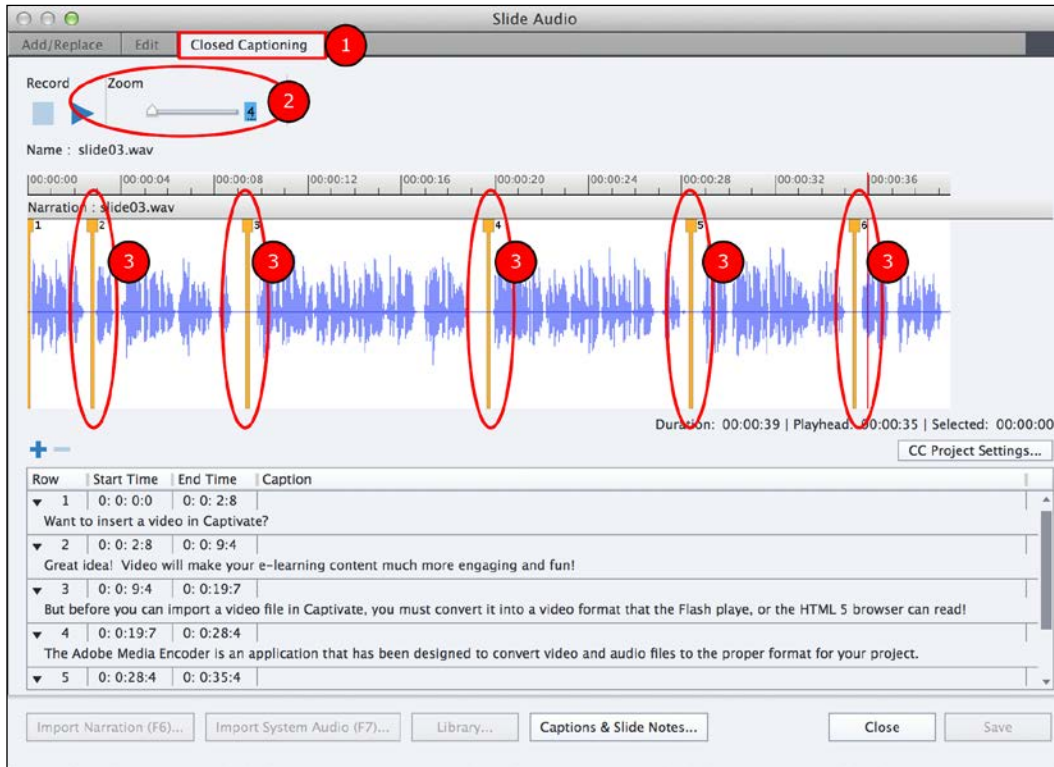 Slide Audio
Add/Replace Edit Closed Captioning 1
Record Zoom
4 2
Name : slide03.wav
00:00:00 00:00:04 00:00:08 00:00:12 00:00:16 00:00:20 00:00:24 00:00:28 00:00:32 00:00:36
Narration : slide03.wav
1 2 3 4 5 6
3 3 3 3 3
Duration: 00:00:39 | Playhead: 00:00:35 | Selected: 00:00:00
CC Project Settings...
Row Start Time End Time Caption
1 0: 0: 0:0 0: 0: 2:8
Want to insert a video in Captivate?
2 0: 0: 2:8 0: 0: 9:4
Great idea! Video will make your e-learning content much more engaging and fun!
3 0: 0: 9:4 0: 0:19:7
But before you can import a video file in Captivate, you must convert it into a video format that the Flash playe, or the HTML 5 browser can read!
4 0: 0:19:7 0: 0:28:4
The Adobe Media Encoder is an application that has been designed to convert video and audio files to the proper format for your project.
5 0: 0:28:4 0: 0:35:4
Import Narration (F6)... Import System Audio (F7)... Library... Captions & Slide Notes... Close Save